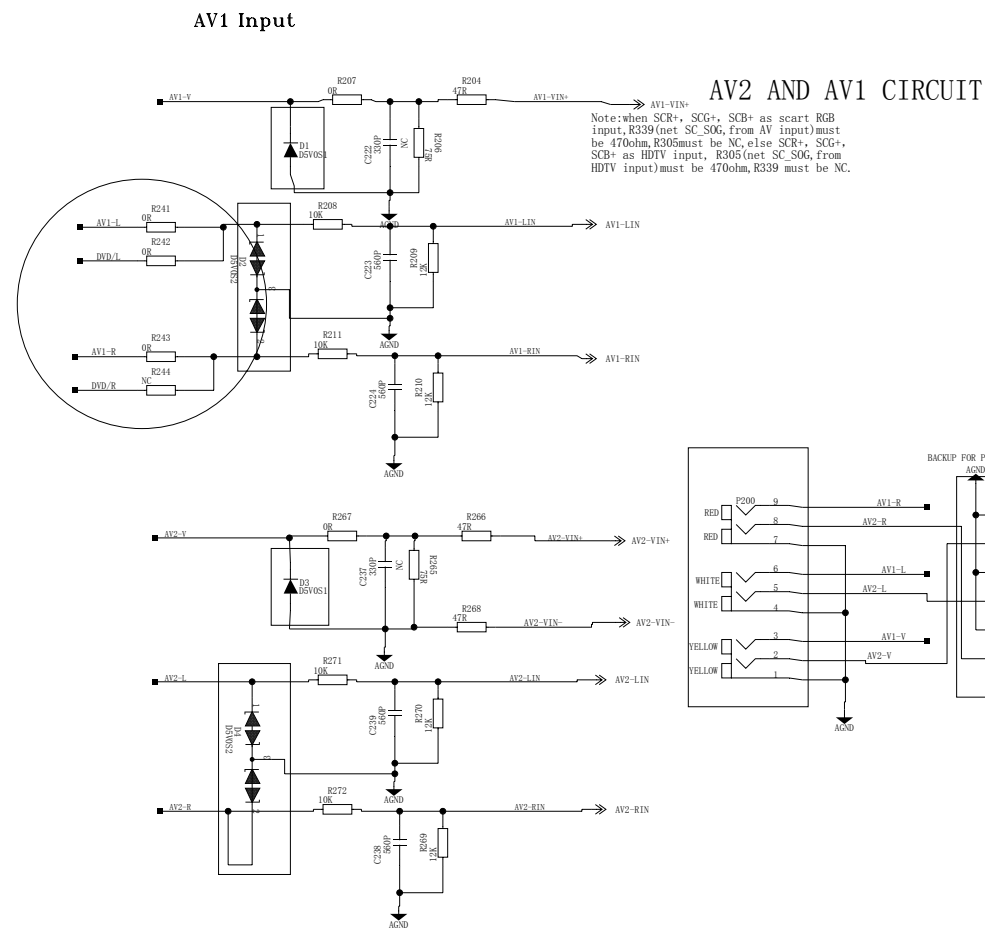 AV1 Input
AV2 AND AV1 CIRCUIT
Note:when SCR+, SCG+, SCB+ as scart RGB
input,R339(net SC_SOG,from AV input)must
be 470ohm,R305must be NC,else SCR+, SCG+,
SCB+ as HDTV input, R305(net SC_SOG,from
HDTV input)must be 470ohm,R339 must be NC.
AV1-V
R207
0R
R204
47R
AV1-VIN+
AV1-VIN+
D1
D5V0S1
C222
330P
NC
R206
75R
AGND
R241
0R
AV1-L
R242
0R
DVD/L
R208
10K
AV1-LIN
AV1-LIN
1
D2
D5V0S2
3
2
C223
560P
R209
12K
AGND
R243
0R
AV1-R
R244
NC
DVD/R
R211
10K
AV1-RIN
AV1-RIN
C224
560P
R210
12K
AGND
AV2-V
R267
0R
R266
47R
AV2-VIN+
AV2-VIN+
D3
D5V0S1
C237
330P
NC
R265
75R
R268
47R
AV2-VIN-
AV2-VIN-
AGND
AV2-L
R271
10K
AV2-LIN
AV2-LIN
1
D4
D5V0S2
3
2
C239
560P
R270
12K
AGND
AV2-R
R272
10K
AV2-RIN
AV2-RIN
C238
560P
R269
12K
AGND
P200
RED
9
AV1-R
RED
8
AV2-R
7
WHITE
6
AV1-L
WHITE
5
AV2-L
4
YELLOW
3
AV1-V
YELLOW
2
AV2-V
1
AGND
BACKUP FOR P
AGND